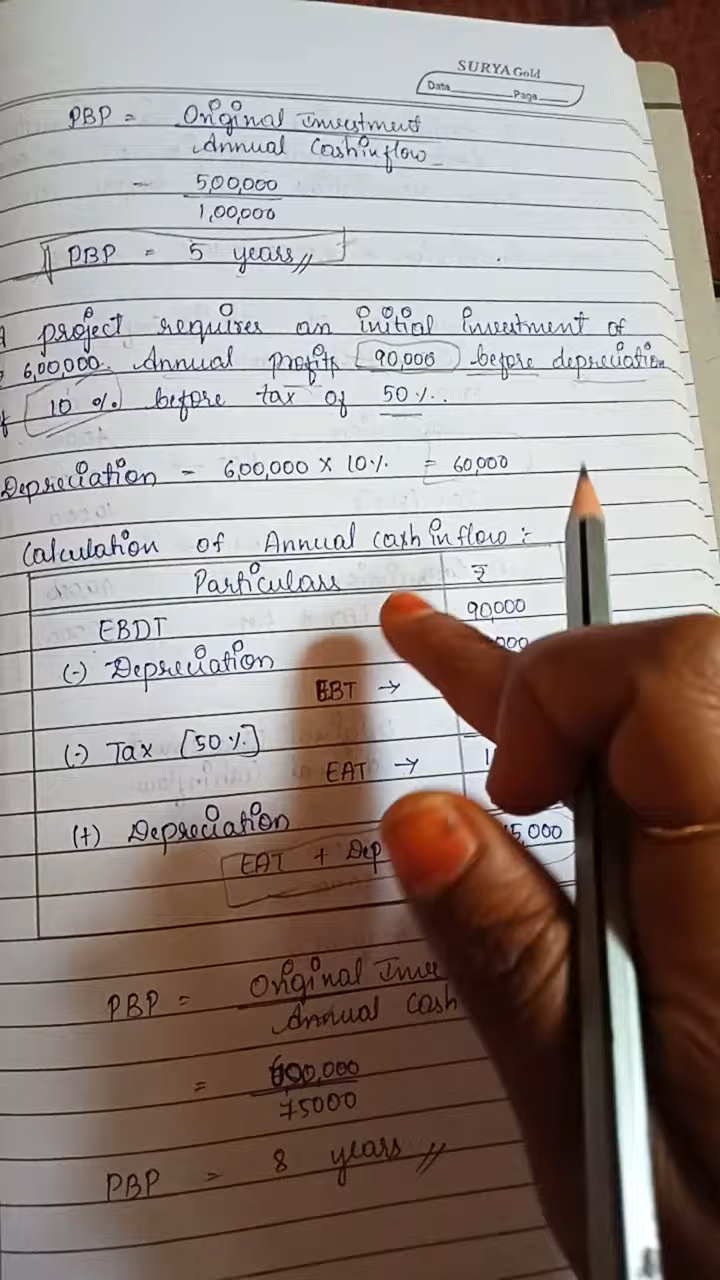 SURYA Gold
Date Page
PBP = Original Investment
Annual Cashinflow
= 5,00,000
1,00,000
PBP = 5 years
project requires an initial investment of
6,00,000. Annual profits 90,000 before depreciation
10 % before tax of 50 %.
Depreciation = 6,00,000 × 10 % = 60,000
Calculation of Annual cash inflow :
Particulars ₹
EBDT 90,000
(-) Depreciation
EBT →
(-) Tax [50 %]
EAT →
(+) Depreciation
EAT + Dep
PBP = Original
Annual Cash
= 600,000
75000
PBP = 8 years